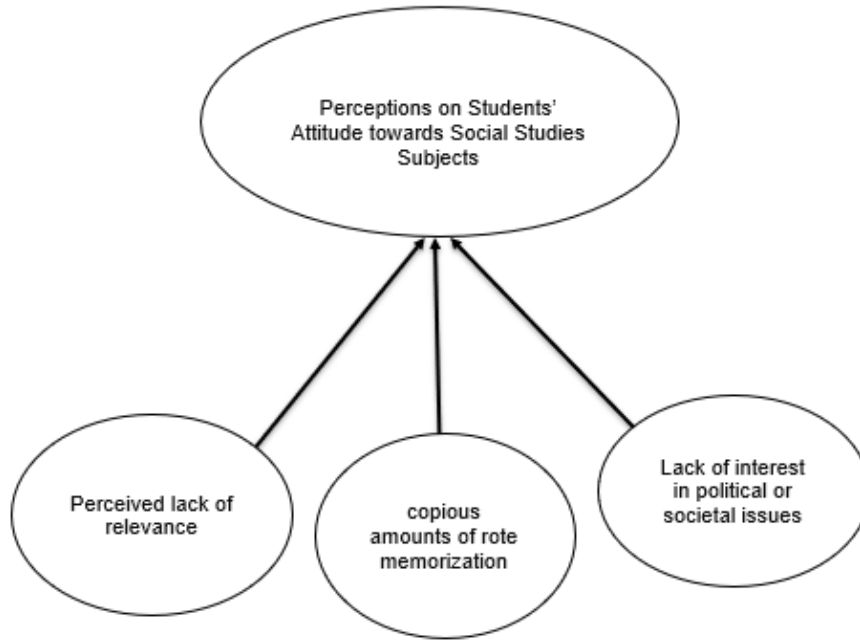 Perceptions on Students'
Attitude towards Social Studies
Subjects
Perceived lack of
relevance
copious
amounts of rote
memorization
Lack of interest
in political or
societal issues